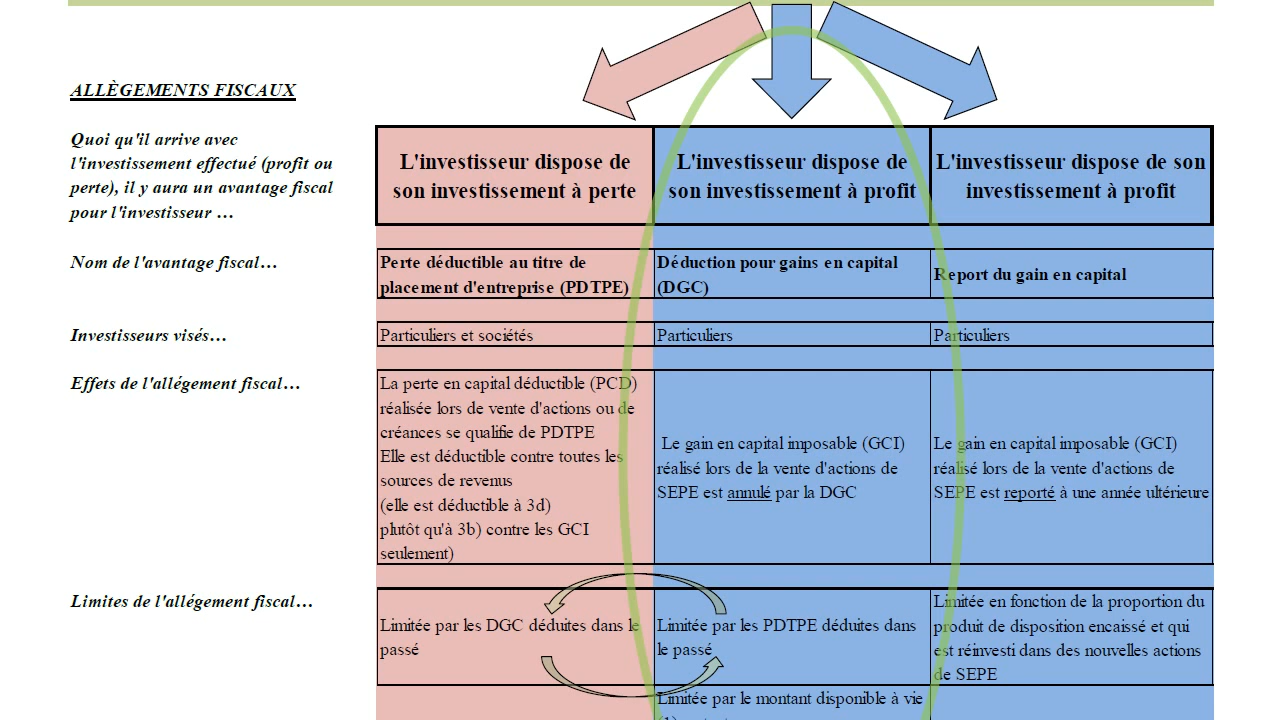 ALLÈGEMENTS FISCAUX
Quoi qu'il arrive avec
l'investissement effectué (profit ou
perte), il y aura un avantage fiscal
pour l'investisseur …
L'investisseur dispose de
son investissement à perte
L'investisseur dispose de
son investissement à profit
L'investisseur dispose de son
investissement à profit
Nom de l'avantage fiscal…
Perte déductible au titre de
placement d'entreprise (PDTPE)
Déduction pour gains en capital
(DGC)
Report du gain en capital
Investisseurs visés…
Particuliers et sociétés
Particuliers
Particuliers
Effets de l'allégement fiscal…
La perte en capital déductible (PCD)
réalisée lors de vente d'actions ou de
créances se qualifie de PDTPE
Elle est déductible contre toutes les
sources de revenus
(elle est déductible à 3d)
plutôt qu'à 3b) contre les GCI
seulement)
Le gain en capital imposable (GCI)
réalisé lors de la vente d'actions de
SEPE est annulé par la DGC
Le gain en capital imposable (GCI)
réalisé lors de la vente d'actions de
SEPE est reporté à une année ultérieure
Limites de l'allégement fiscal…
Limitée par les DGC déduites dans le
passé
Limitée par les PDTPE déduites dans
le passé
Limitée en fonction de la proportion du
produit de disposition encaissé et qui
est réinvesti dans des nouvelles actions
de SEPE
Limitée par le montant disponible à vie